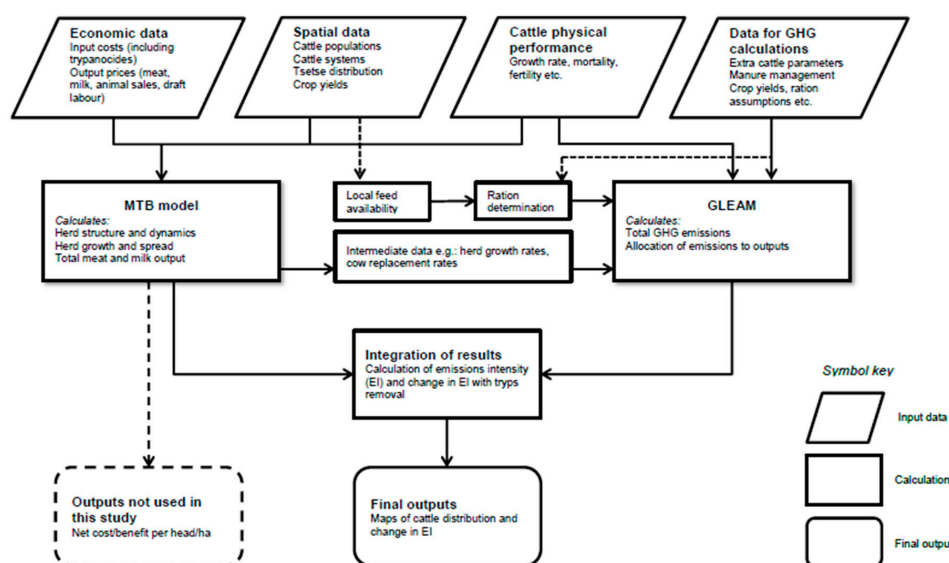 Economic data
Input costs (including
trypanocides)
Output prices (meat,
milk, animal sales, draft
labour)
Spatial data
Cattle populations
Cattle systems
Tsetse distribution
Crop yields
Cattle physical
performance
Growth rate, mortality,
fertility etc.
Data for GHG
calculations
Extra cattle parameters
Manure management
Crop yields, ration
assumptions etc.
MTB model
Calculates:
Herd structure and dynamics
Herd growth and spread
Total meat and milk output
Local feed
availability
Ration
determination
GLEAM
Calculates:
Total GHG emissions
Allocation of emissions to outputs
Intermediate data e.g.: herd growth rates,
cow replacement rates
Integration of results
Calculation of emissions intensity
(EI) and change in EI with tryps
removal
Symbol key
Input data
Calculation
Final output
Outputs not used in
this study
Net cost/benefit per head/ha
Final outputs
Maps of cattle distribution and
change in EI